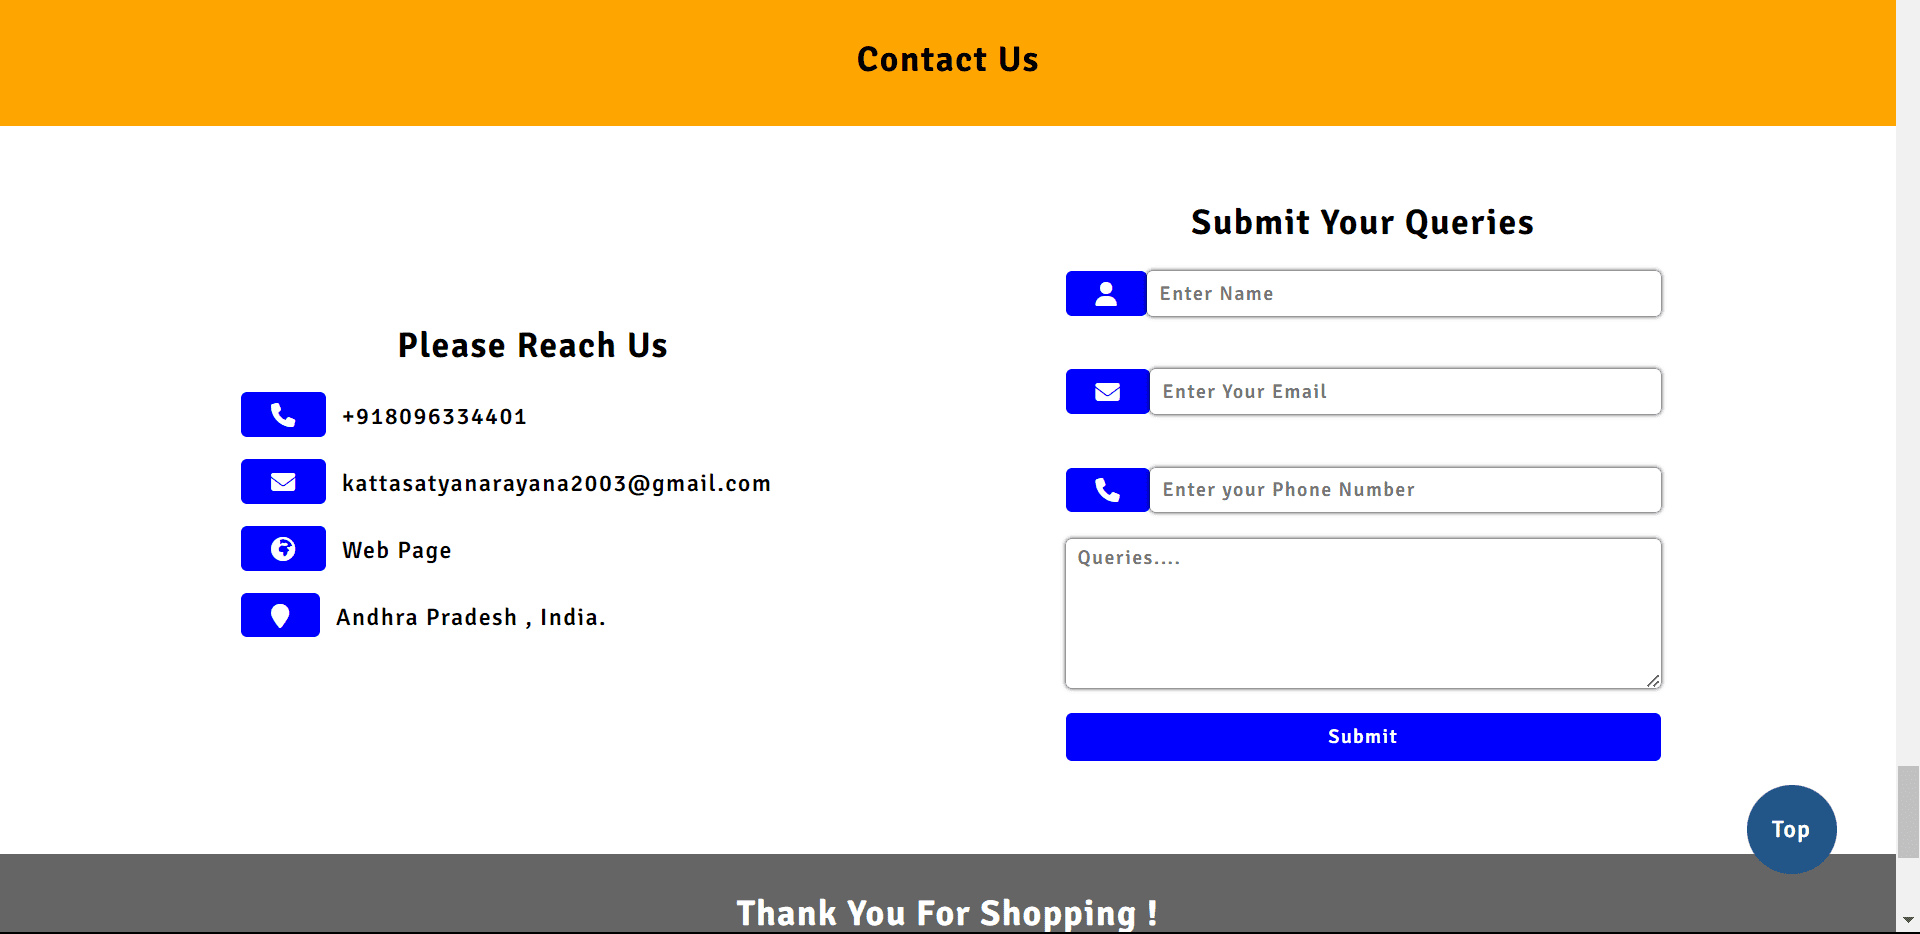 Contact Us
Please Reach Us
+918096334401
kattasatyanarayana2003@gmail.com
Web Page
Andhra Pradesh , India.
Submit Your Queries
Enter Name
Enter Your Email
Enter your Phone Number
Queries....
Submit
Top
Thank You For Shopping !